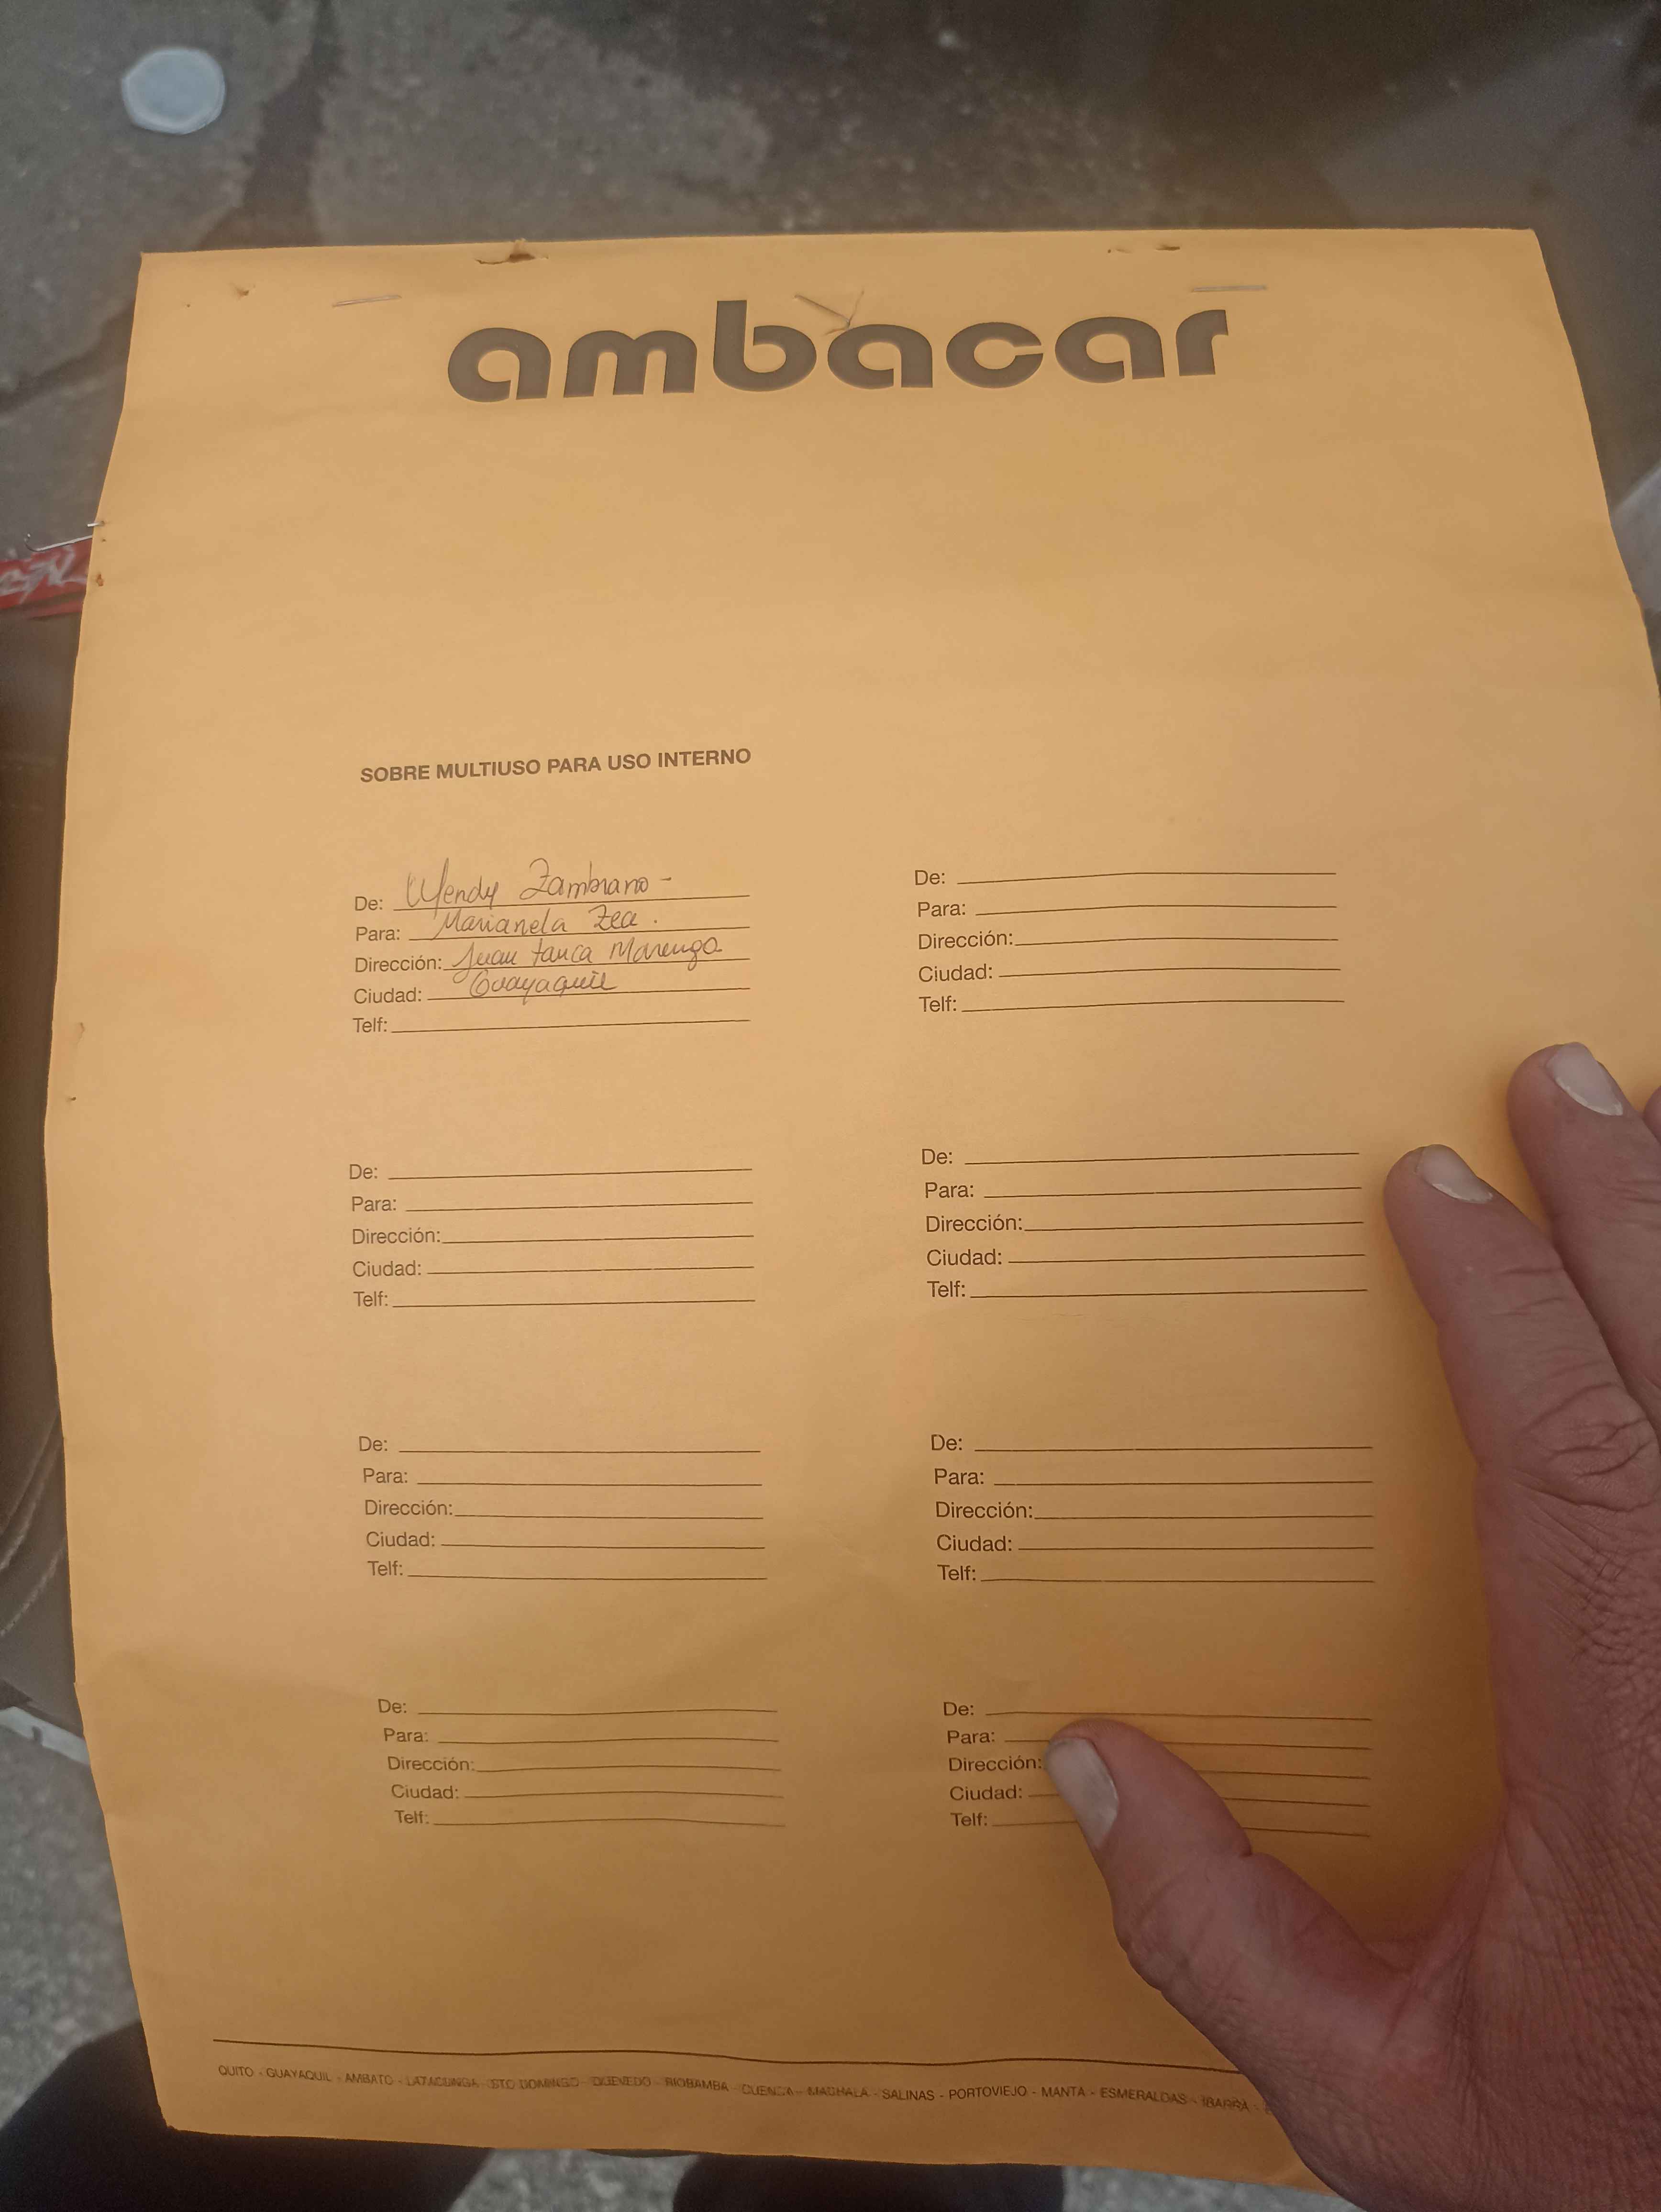 ambacar
SOBRE MULTIUSO PARA USO INTERNO
De: Wendy Zambrano -
Para: Marianela Zea.
Dirección: Juan tanca Marengo
Ciudad: Guayaquil
Telf:
De:
Para:
Dirección:
Ciudad:
Telf:
De:
Para:
Dirección:
Ciudad:
Telf:
De:
Para:
Dirección:
Ciudad:
Telf:
De:
Para:
Dirección:
Ciudad:
Telf:
De:
Para:
Dirección:
Ciudad:
Telf:
De:
Para:
Dirección:
Ciudad:
Telf:
De:
Para:
Dirección:
Ciudad:
Telf:
QUITO - GUAYAQUIL - AMBATO - LATACUNGA - STO DOMINGO - QUEVEDO - RIOBAMBA - CUENCA - MACHALA - SALINAS - PORTOVIEJO - MANTA - ESMERALDAS - IBARRA -